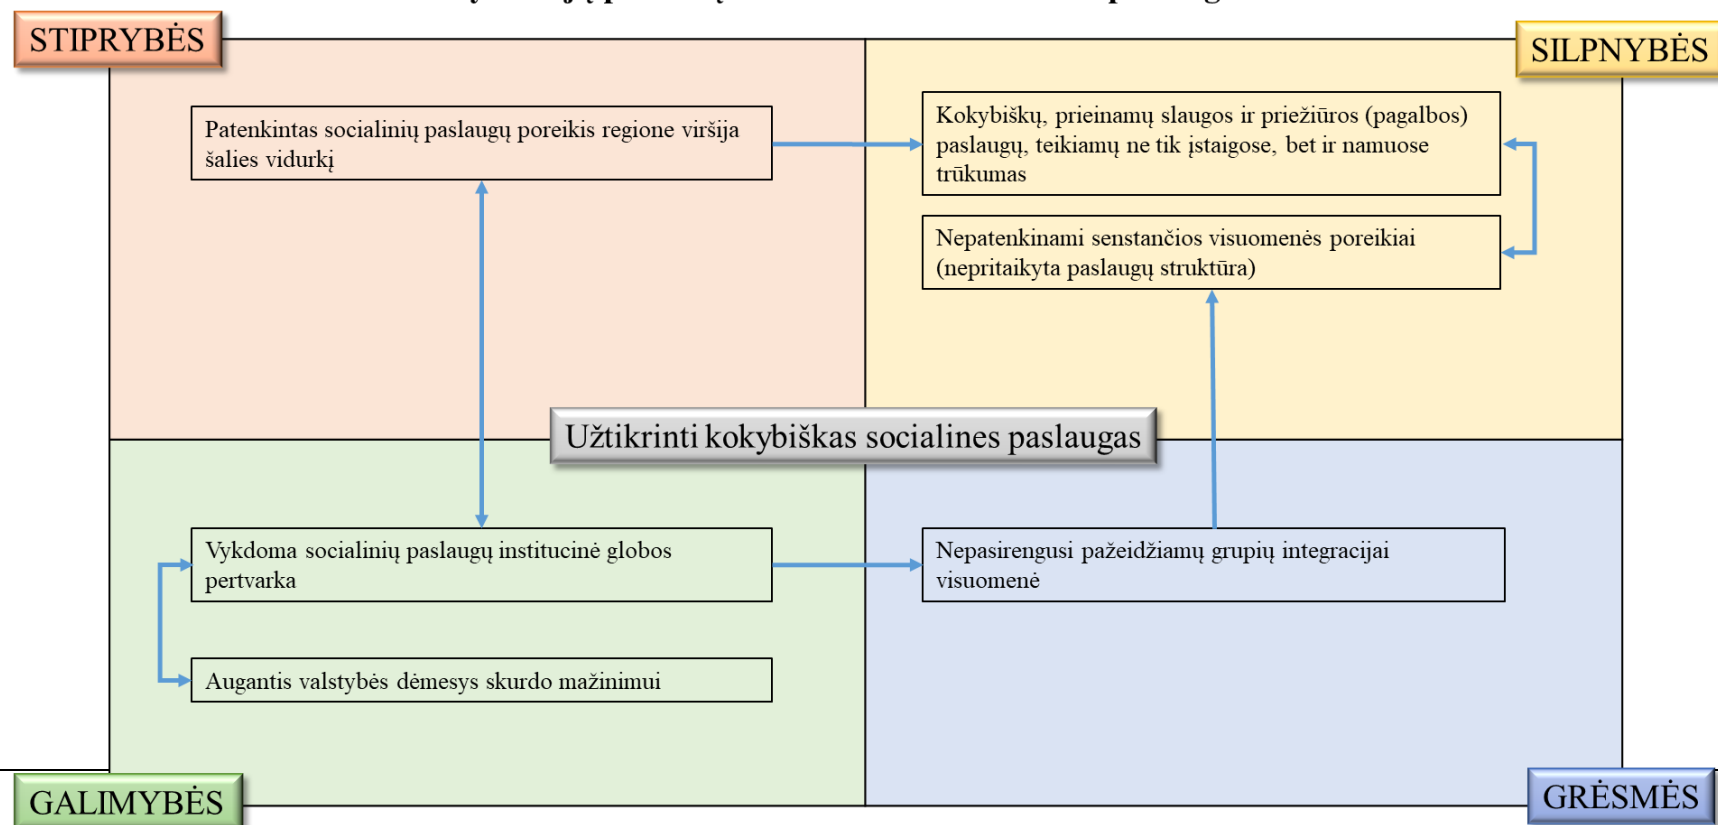 STIPRYBĖS
SILPNYBĖS
Patenkintas socialinių paslaugų poreikis regione viršija
šalies vidurkį
Kokybiškų, prieinamų slaugos ir priežiūros (pagalbos)
paslaugų, teikiamų ne tik įstaigose, bet ir namuose
trūkumas
Nepatenkinami senstančios visuomenės poreikiai
(nepritaikyta paslaugų struktūra)
Užtikrinti kokybiškas socialines paslaugas
Vykdoma socialinių paslaugų institucinė globos
pertvarka
Nepasirengusi pažeidžiamų grupių integracijai
visuomenė
Augantis valstybės dėmesys skurdo mažinimui
GALIMYBĖS
GRĖSMĖS